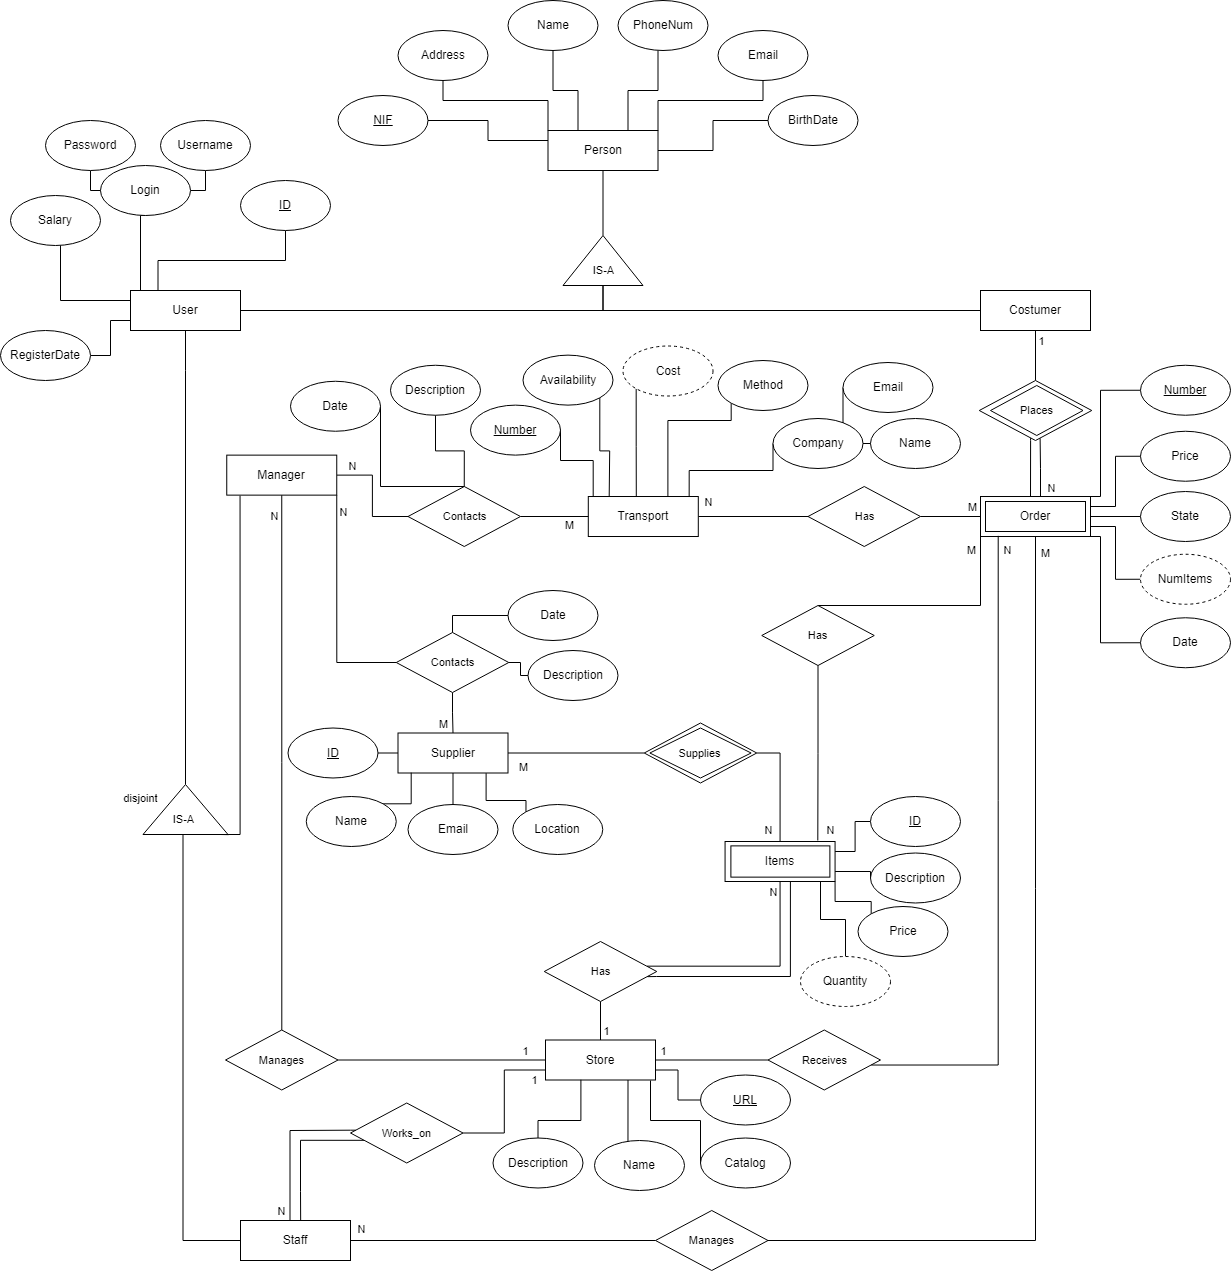 Name
PhoneNum
Address
Email
NIF
BirthDate
Person
Password
Username
Login
ID
Salary
IS-A
User
Costumer
RegisterDate
1
Date
Description
Availability
Cost
Method
Email
Number
Company
Name
Places
Number
Price
Manager
N
N
N
N
M
Contacts
M
Transport
N
Has
M
Order
State
M
N
M
NumItems
Date
Has
Date
Contacts
Description
M
ID
Supplier
M
Supplies
Name
Email
Location
disjoint
IS-A
N
N
ID
Items
Description
N
Price
Has
Quantity
1
Manages
1
Store
1
Receives
1
URL
Works_on
Description
Name
Catalog
N
Staff
N
Manages